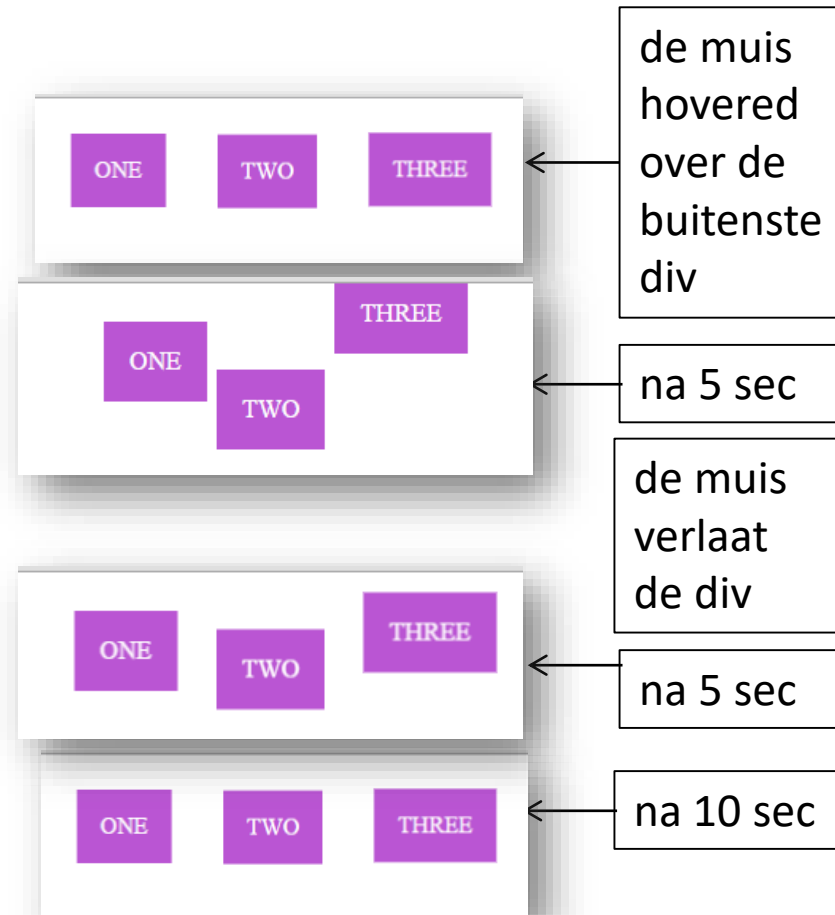 de muis
hovered
over de
buitenste
div
ONE TWO THREE
THREE
ONE
TWO
na 5 sec
de muis
verlaat
de div
THREE
ONE
TWO
na 5 sec
ONE TWO THREE
na 10 sec